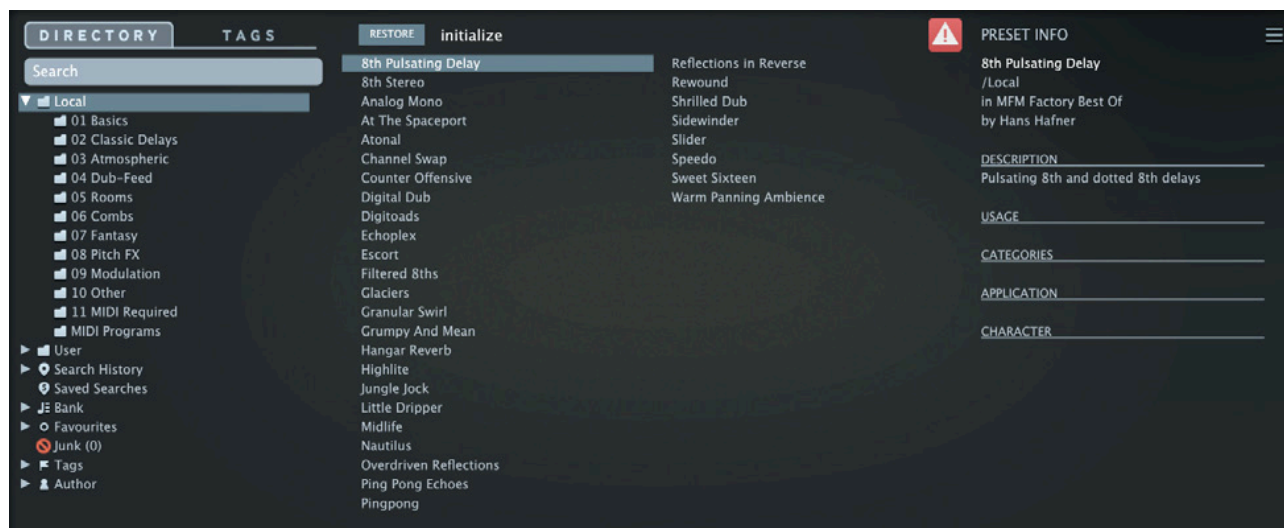 DIRECTORY TAGS
Search
Local
01 Basics
02 Classic Delays
03 Atmospheric
04 Dub-Feed
05 Rooms
06 Combs
07 Fantasy
08 Pitch FX
09 Modulation
10 Other
11 MIDI Required
MIDI Programs
User
Search History
Saved Searches
Bank
Favourites
Junk (0)
Tags
Author
RESTORE initialize
8th Pulsating Delay
8th Stereo
Analog Mono
At The Spaceport
Atonal
Channel Swap
Counter Offensive
Digital Dub
Digitoads
Echoplex
Escort
Filtered 8ths
Glaciers
Granular Swirl
Grumpy And Mean
Hangar Reverb
Highlite
Jungle Jock
Little Dripper
Midlife
Nautilus
Overdriven Reflections
Ping Pong Echoes
Pingpong
Reflections in Reverse
Rewound
Shrilled Dub
Sidewinder
Slider
Speedo
Sweet Sixteen
Warm Panning Ambience
PRESET INFO
8th Pulsating Delay
/Local
in MFM Factory Best Of
by Hans Hafner
DESCRIPTION
Pulsating 8th and dotted 8th delays
USAGE
CATEGORIES
APPLICATION
CHARACTER